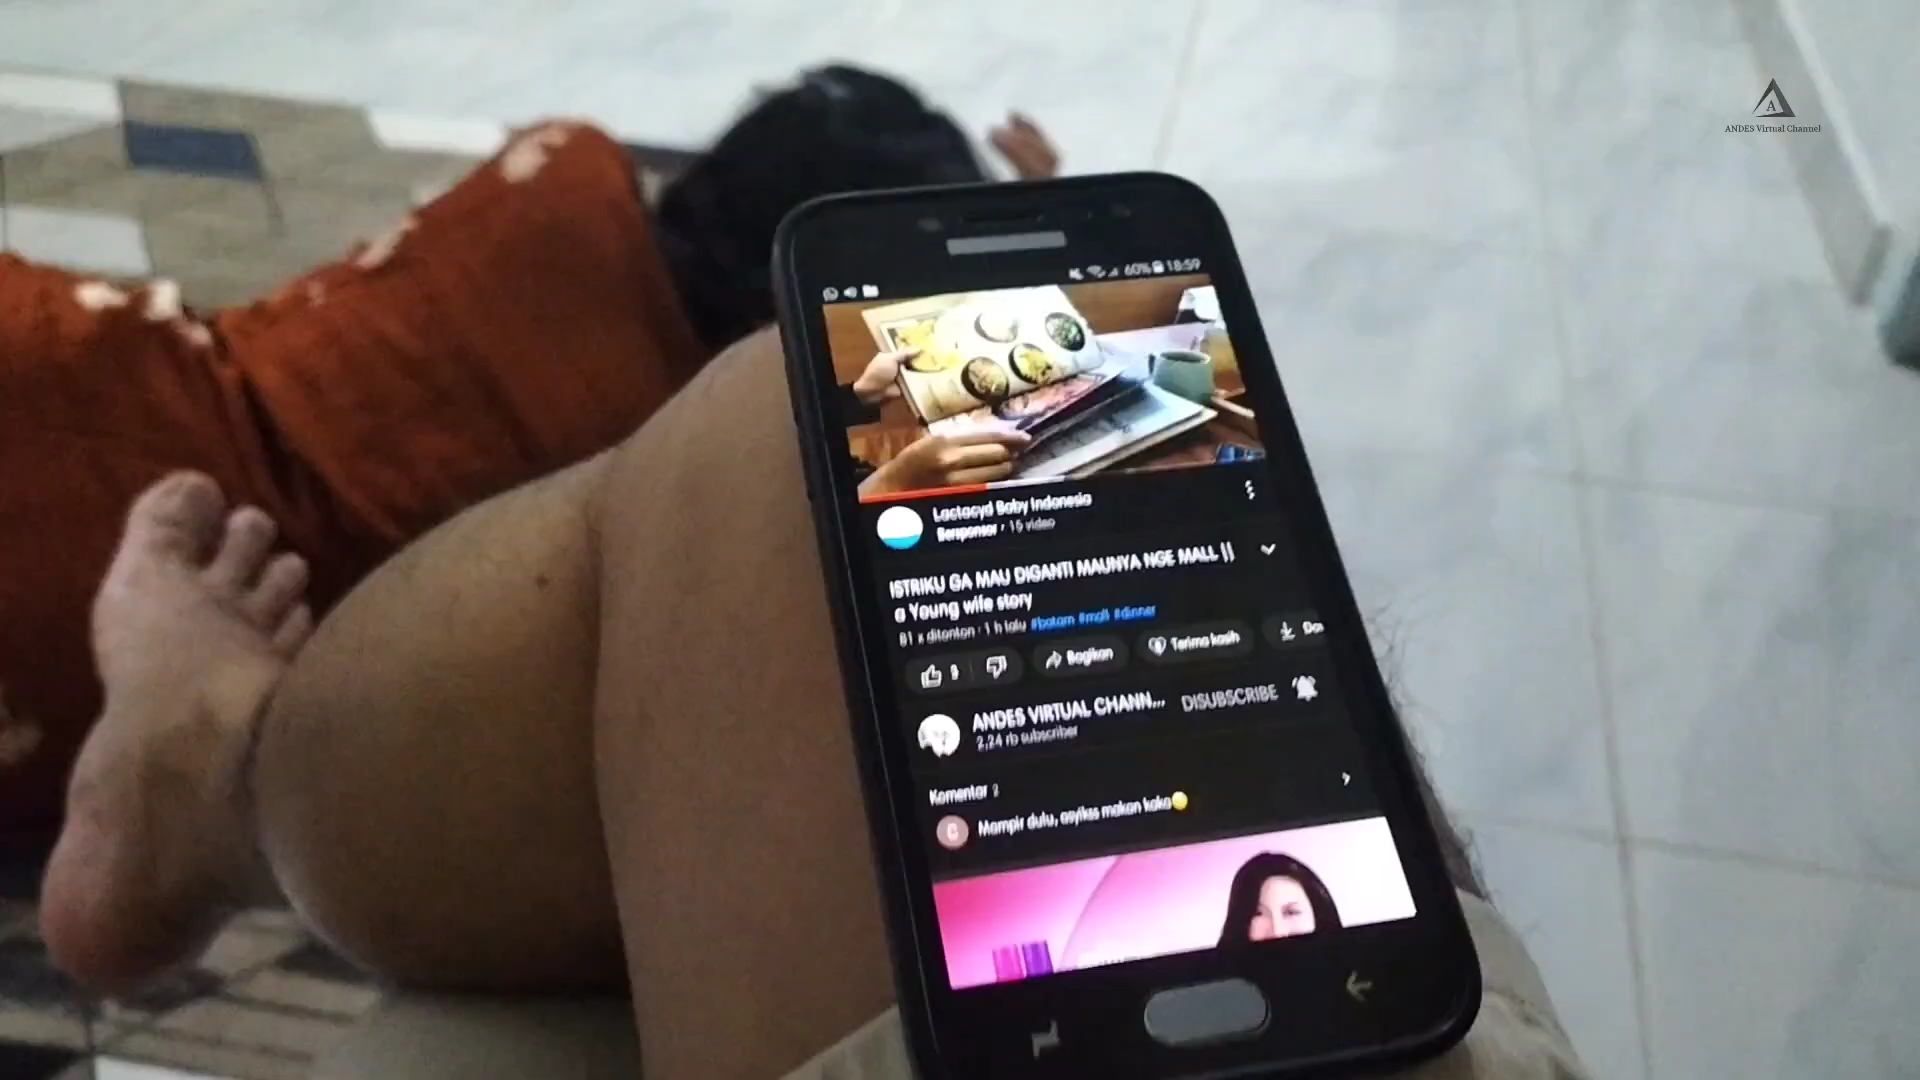 A
ANDES Virtual Channel
60% 18:59
Lactacyd Baby Indonesia
Bersponsor · 15 video
ISTRIKU GA MAU DIGANTI MAUNYA NGE MALL ||
a Young wife story
81 x ditonton · 1 h lalu #batam #mall #dinner
3 Bagikan Terima kasih
ANDES VIRTUAL CHANN... DISUBSCRIBE
2,24 rb subscriber
Komentar 2
Mampir dulu, asyikss makan kaka